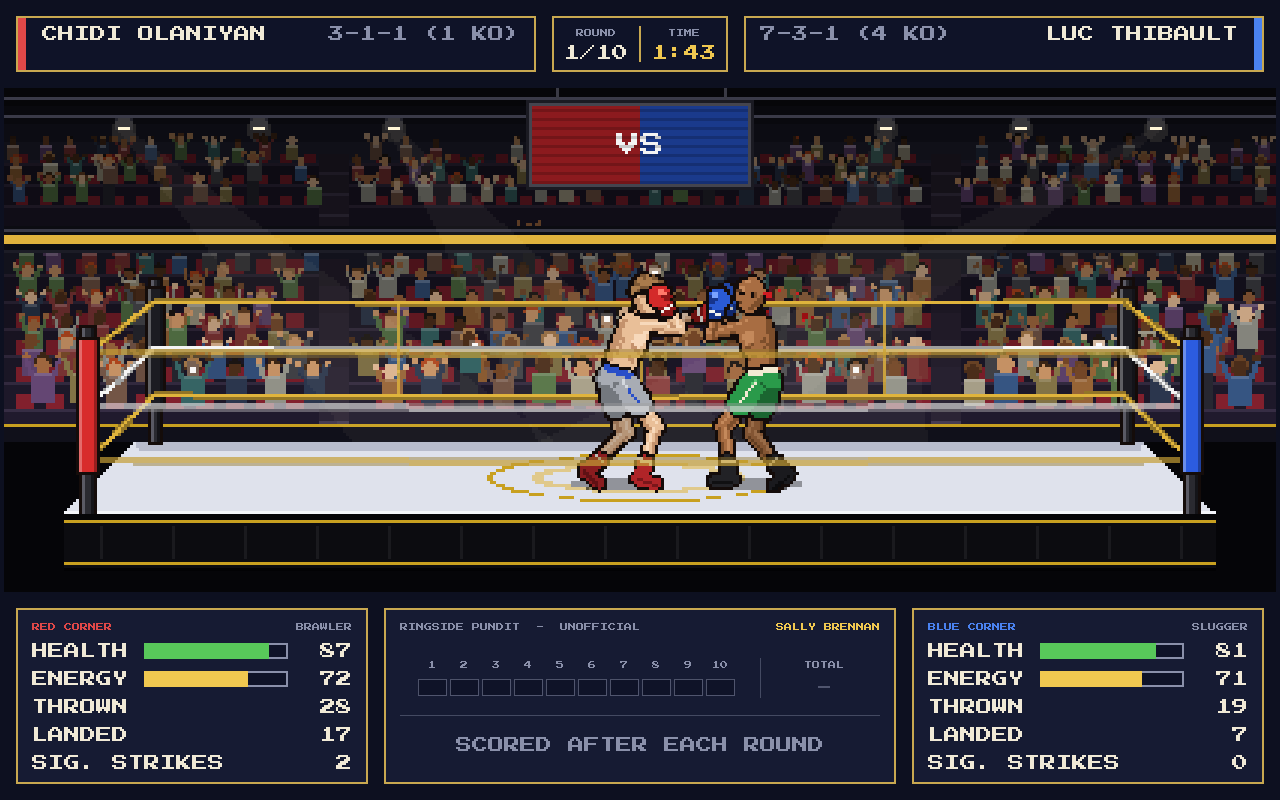 CHIDI OLANIYAN 3-1-1 (1 KO)
ROUND 1/10
TIME 1:43
7-3-1 (4 KO) LUC THIBAULT
VS
RED CORNER BRAWLER
HEALTH 87
ENERGY 72
THROWN 28
LANDED 17
SIG. STRIKES 2
RINGSIDE PUNDIT - UNOFFICIAL SALLY BRENNAN
1 2 3 4 5 6 7 8 9 10 TOTAL
—
SCORED AFTER EACH ROUND
BLUE CORNER SLUGGER
HEALTH 81
ENERGY 71
THROWN 19
LANDED 7
SIG. STRIKES 0